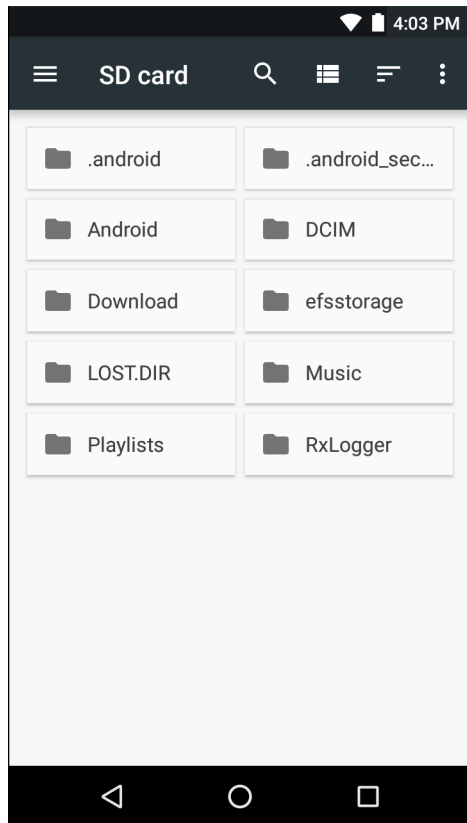 4:03 PM
SD card
.android
.android_sec...
Android
DCIM
Download
efsstorage
LOST.DIR
Music
Playlists
RxLogger